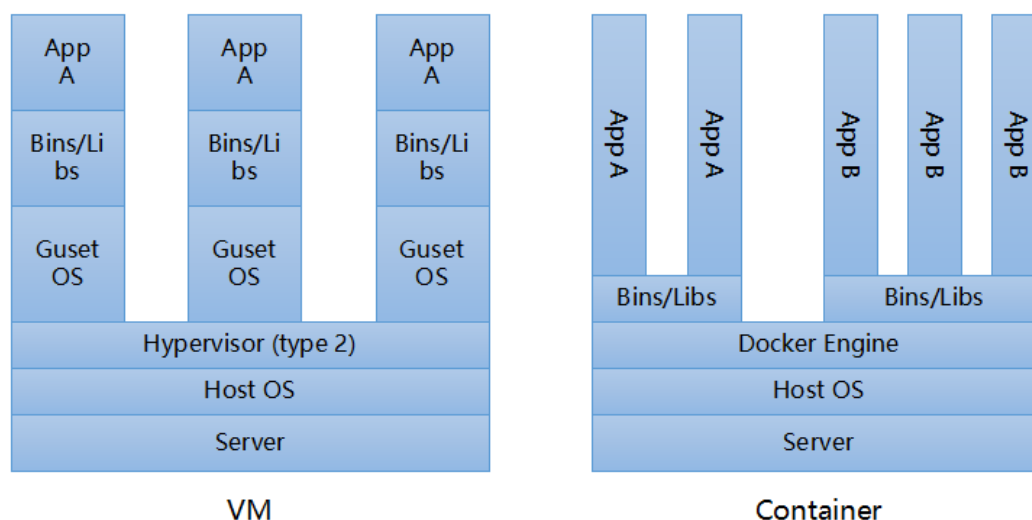 App
A
App
A
App
A
Bins/Li
bs
Bins/Li
bs
Bins/Li
bs
Guset
OS
Guset
OS
Guset
OS
Hypervisor (type 2)
Host OS
Server
VM
App A
App A
App B
App B
App B
Bins/Libs
Bins/Libs
Docker Engine
Host OS
Server
Container